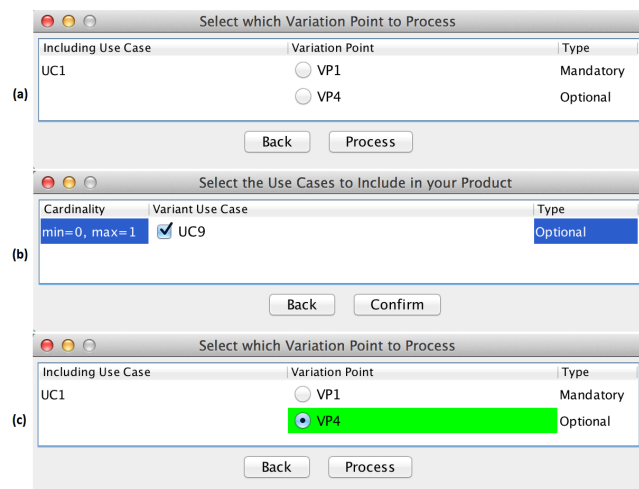 Select which Variation Point to Process
Including Use Case Variation Point Type
UC1 VP1 Mandatory
(a) VP4 Optional
Back Process
Select the Use Cases to Include in your Product
Cardinality Variant Use Case Type
min=0, max=1 UC9 Optional
(b)
Back Confirm
Select which Variation Point to Process
Including Use Case Variation Point Type
UC1 VP1 Mandatory
(c) VP4 Optional
Back Process